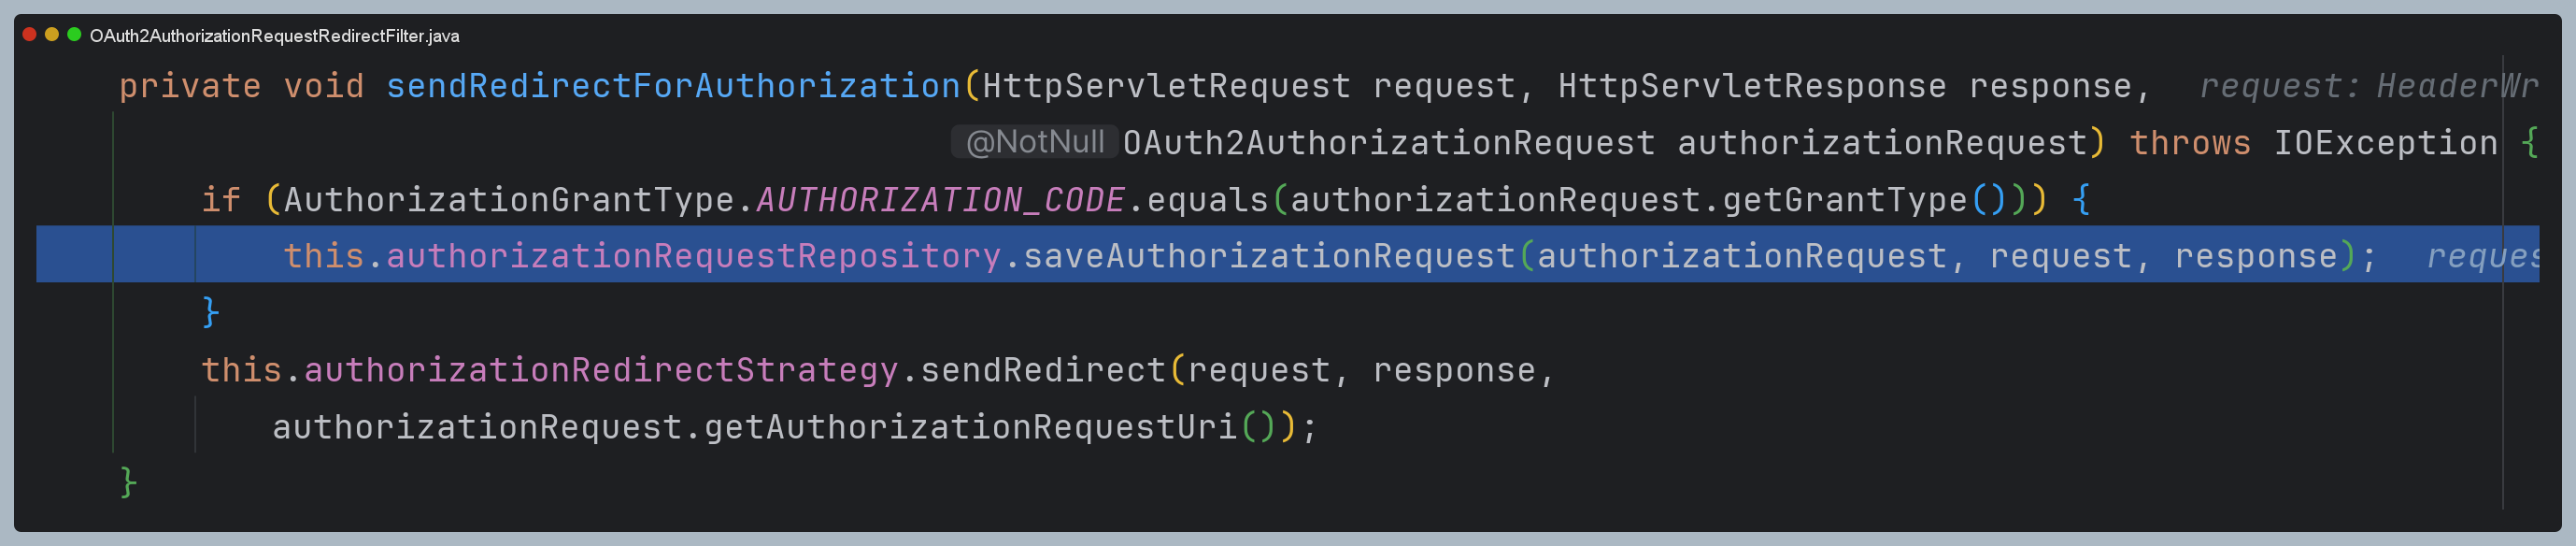 OAuth2AuthorizationRequestRedirectFilter.java
private void sendRedirectForAuthorization(HttpServletRequest request, HttpServletResponse response, request: HeaderWr
@NotNull OAuth2AuthorizationRequest authorizationRequest) throws IOException {
if (AuthorizationGrantType.AUTHORIZATION_CODE.equals(authorizationRequest.getGrantType())) {
this.authorizationRequestRepository.saveAuthorizationRequest(authorizationRequest, request, response); reques
}
this.authorizationRedirectStrategy.sendRedirect(request, response,
authorizationRequest.getAuthorizationRequestUri());
}